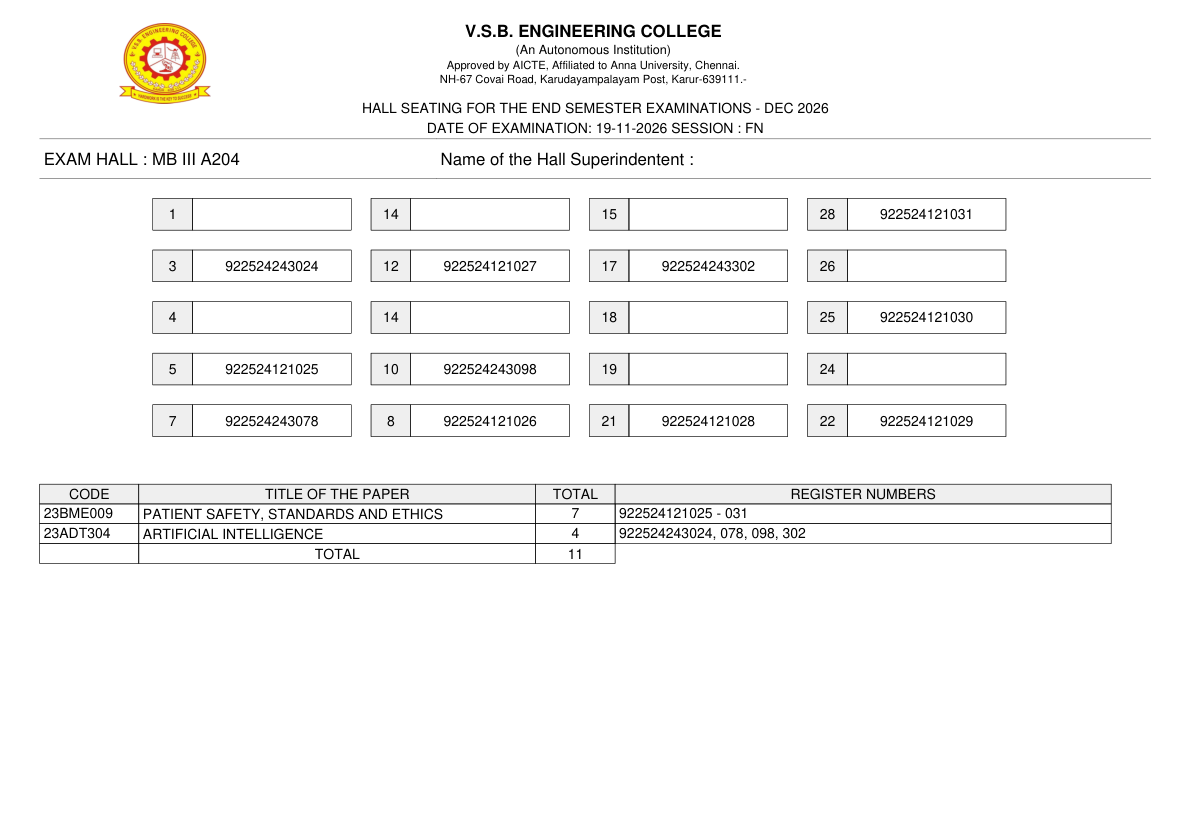 V.S.B. ENGINEERING COLLEGE
(An Autonomous Institution)
Approved by AICTE, Affiliated to Anna University, Chennai.
NH-67 Covai Road, Karudayampalayam Post, Karur-639111.-
HALL SEATING FOR THE END SEMESTER EXAMINATIONS - DEC 2026
DATE OF EXAMINATION: 19-11-2026 SESSION : FN
EXAM HALL : MB III A204 Name of the Hall Superintendent :
1 14 15 28 922524121031
3 922524243024 12 922524121027 17 922524243302 26
4 14 18 25 922524121030
5 922524121025 10 922524243098 19 24
7 922524243078 8 922524121026 21 922524121028 22 922524121029
CODE TITLE OF THE PAPER TOTAL REGISTER NUMBERS
23BME009 PATIENT SAFETY, STANDARDS AND ETHICS 7 922524121025 - 031
23ADT304 ARTIFICIAL INTELLIGENCE 4 922524243024, 078, 098, 302
TOTAL 11